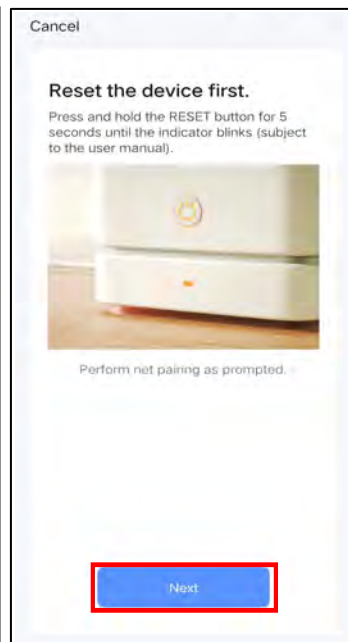 Cancel
Reset the device first.
Press and hold the RESET button for 5
seconds until the indicator blinks (subject
to the user manual).
Perform net pairing as prompted.
Next